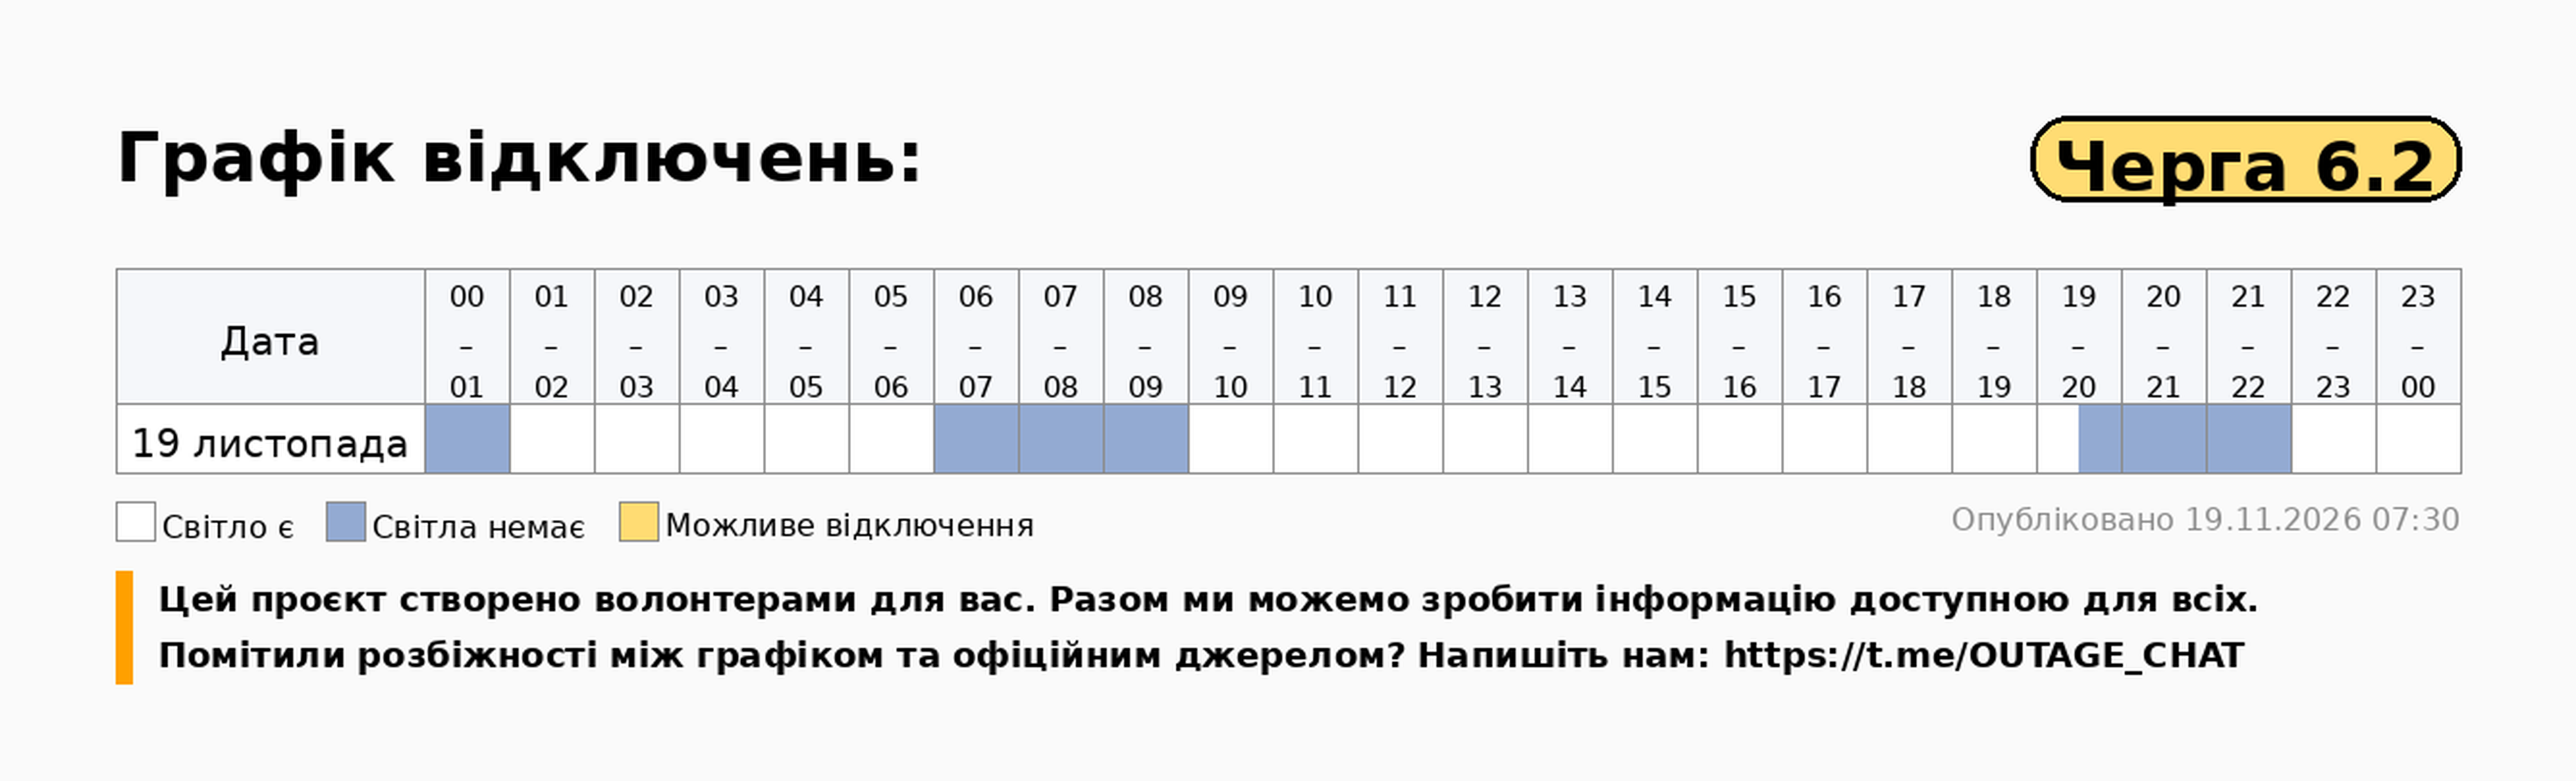 Графік відключень:
Черга 6.2
Дата 00 – 01 01 – 02 02 – 03 03 – 04 04 – 05 05 – 06 06 – 07 07 – 08 08 – 09 09 – 10 10 – 11 11 – 12 12 – 13 13 – 14 14 – 15 15 – 16 16 – 17 17 – 18 18 – 19 19 – 20 20 – 21 21 – 22 22 – 23 23 – 00
19 листопада
Світло є Світла немає Можливе відключення
Опубліковано 19.11.2026 07:30
Цей проєкт створено волонтерами для вас. Разом ми можемо зробити інформацію доступною для всіх.
Помітили розбіжності між графіком та офіційним джерелом? Напишіть нам: https://t.me/OUTAGE_CHAT